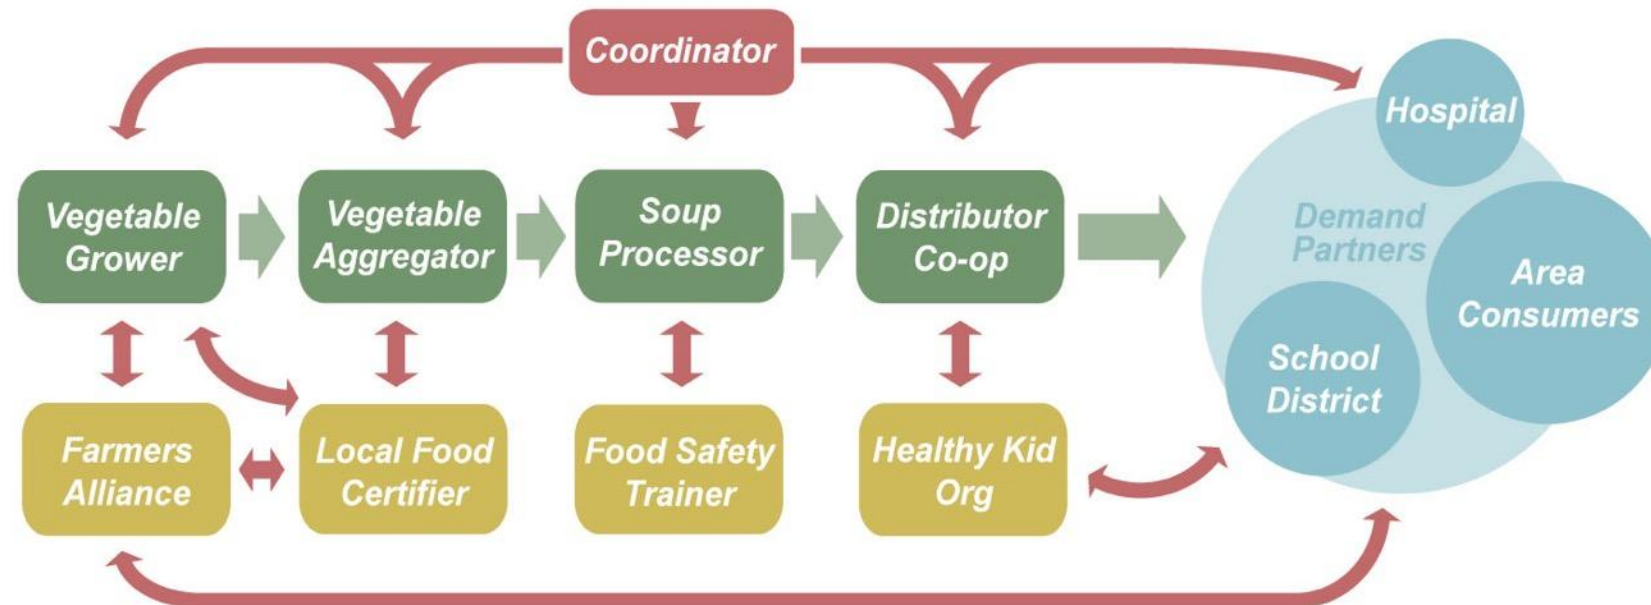 Coordinator
Hospital
Vegetable
Grower
Vegetable
Aggregator
Soup
Processor
Distributor
Co-op
Demand
Partners
Area
Consumers
School
District
Farmers
Alliance
Local Food
Certifier
Food Safety
Trainer
Healthy Kid
Org